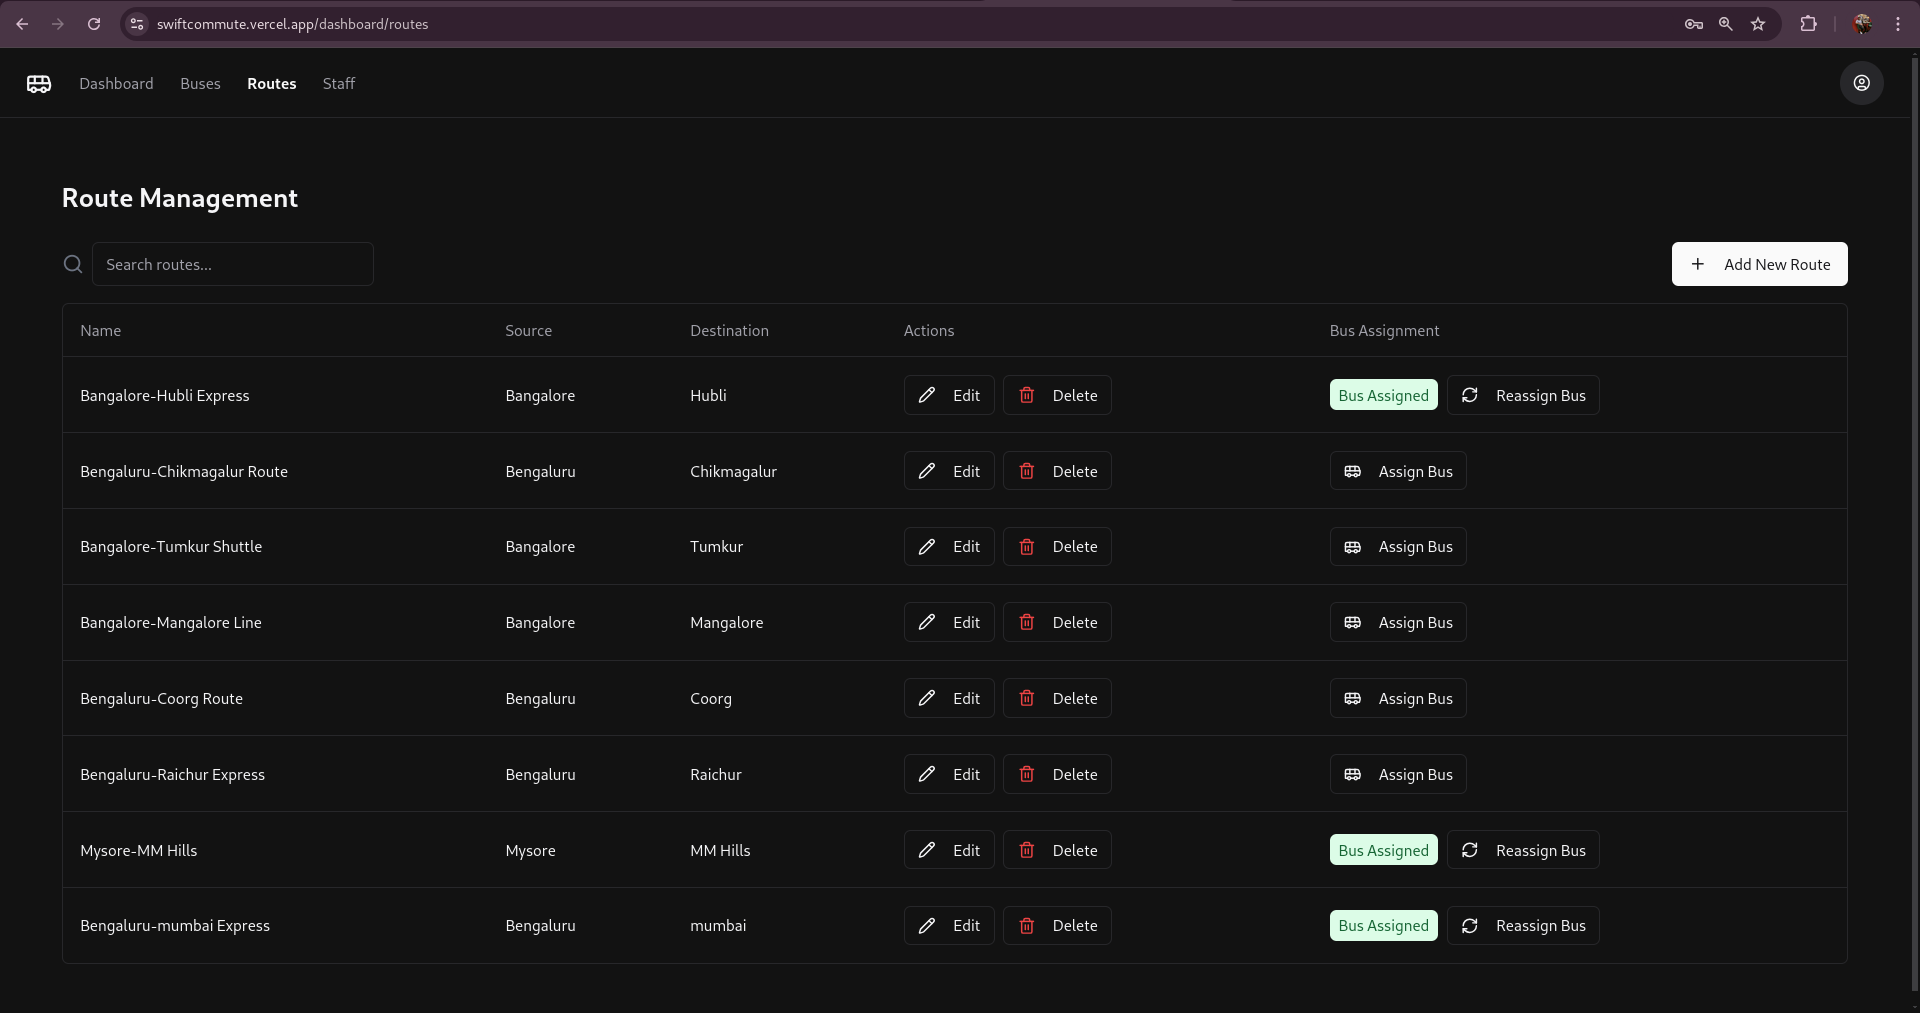 swiftcommute.vercel.app/dashboard/routes
Dashboard Buses Routes Staff
Route Management
Search routes... Add New Route
Name Source Destination Actions Bus Assignment
Bangalore-Hubli Express Bangalore Hubli Edit Delete Bus Assigned Reassign Bus
Bengaluru-Chikmagalur Route Bengaluru Chikmagalur Edit Delete Assign Bus
Bangalore-Tumkur Shuttle Bangalore Tumkur Edit Delete Assign Bus
Bangalore-Mangalore Line Bangalore Mangalore Edit Delete Assign Bus
Bengaluru-Coorg Route Bengaluru Coorg Edit Delete Assign Bus
Bengaluru-Raichur Express Bengaluru Raichur Edit Delete Assign Bus
Mysore-MM Hills Mysore MM Hills Edit Delete Bus Assigned Reassign Bus
Bengaluru-mumbai Express Bengaluru mumbai Edit Delete Bus Assigned Reassign Bus